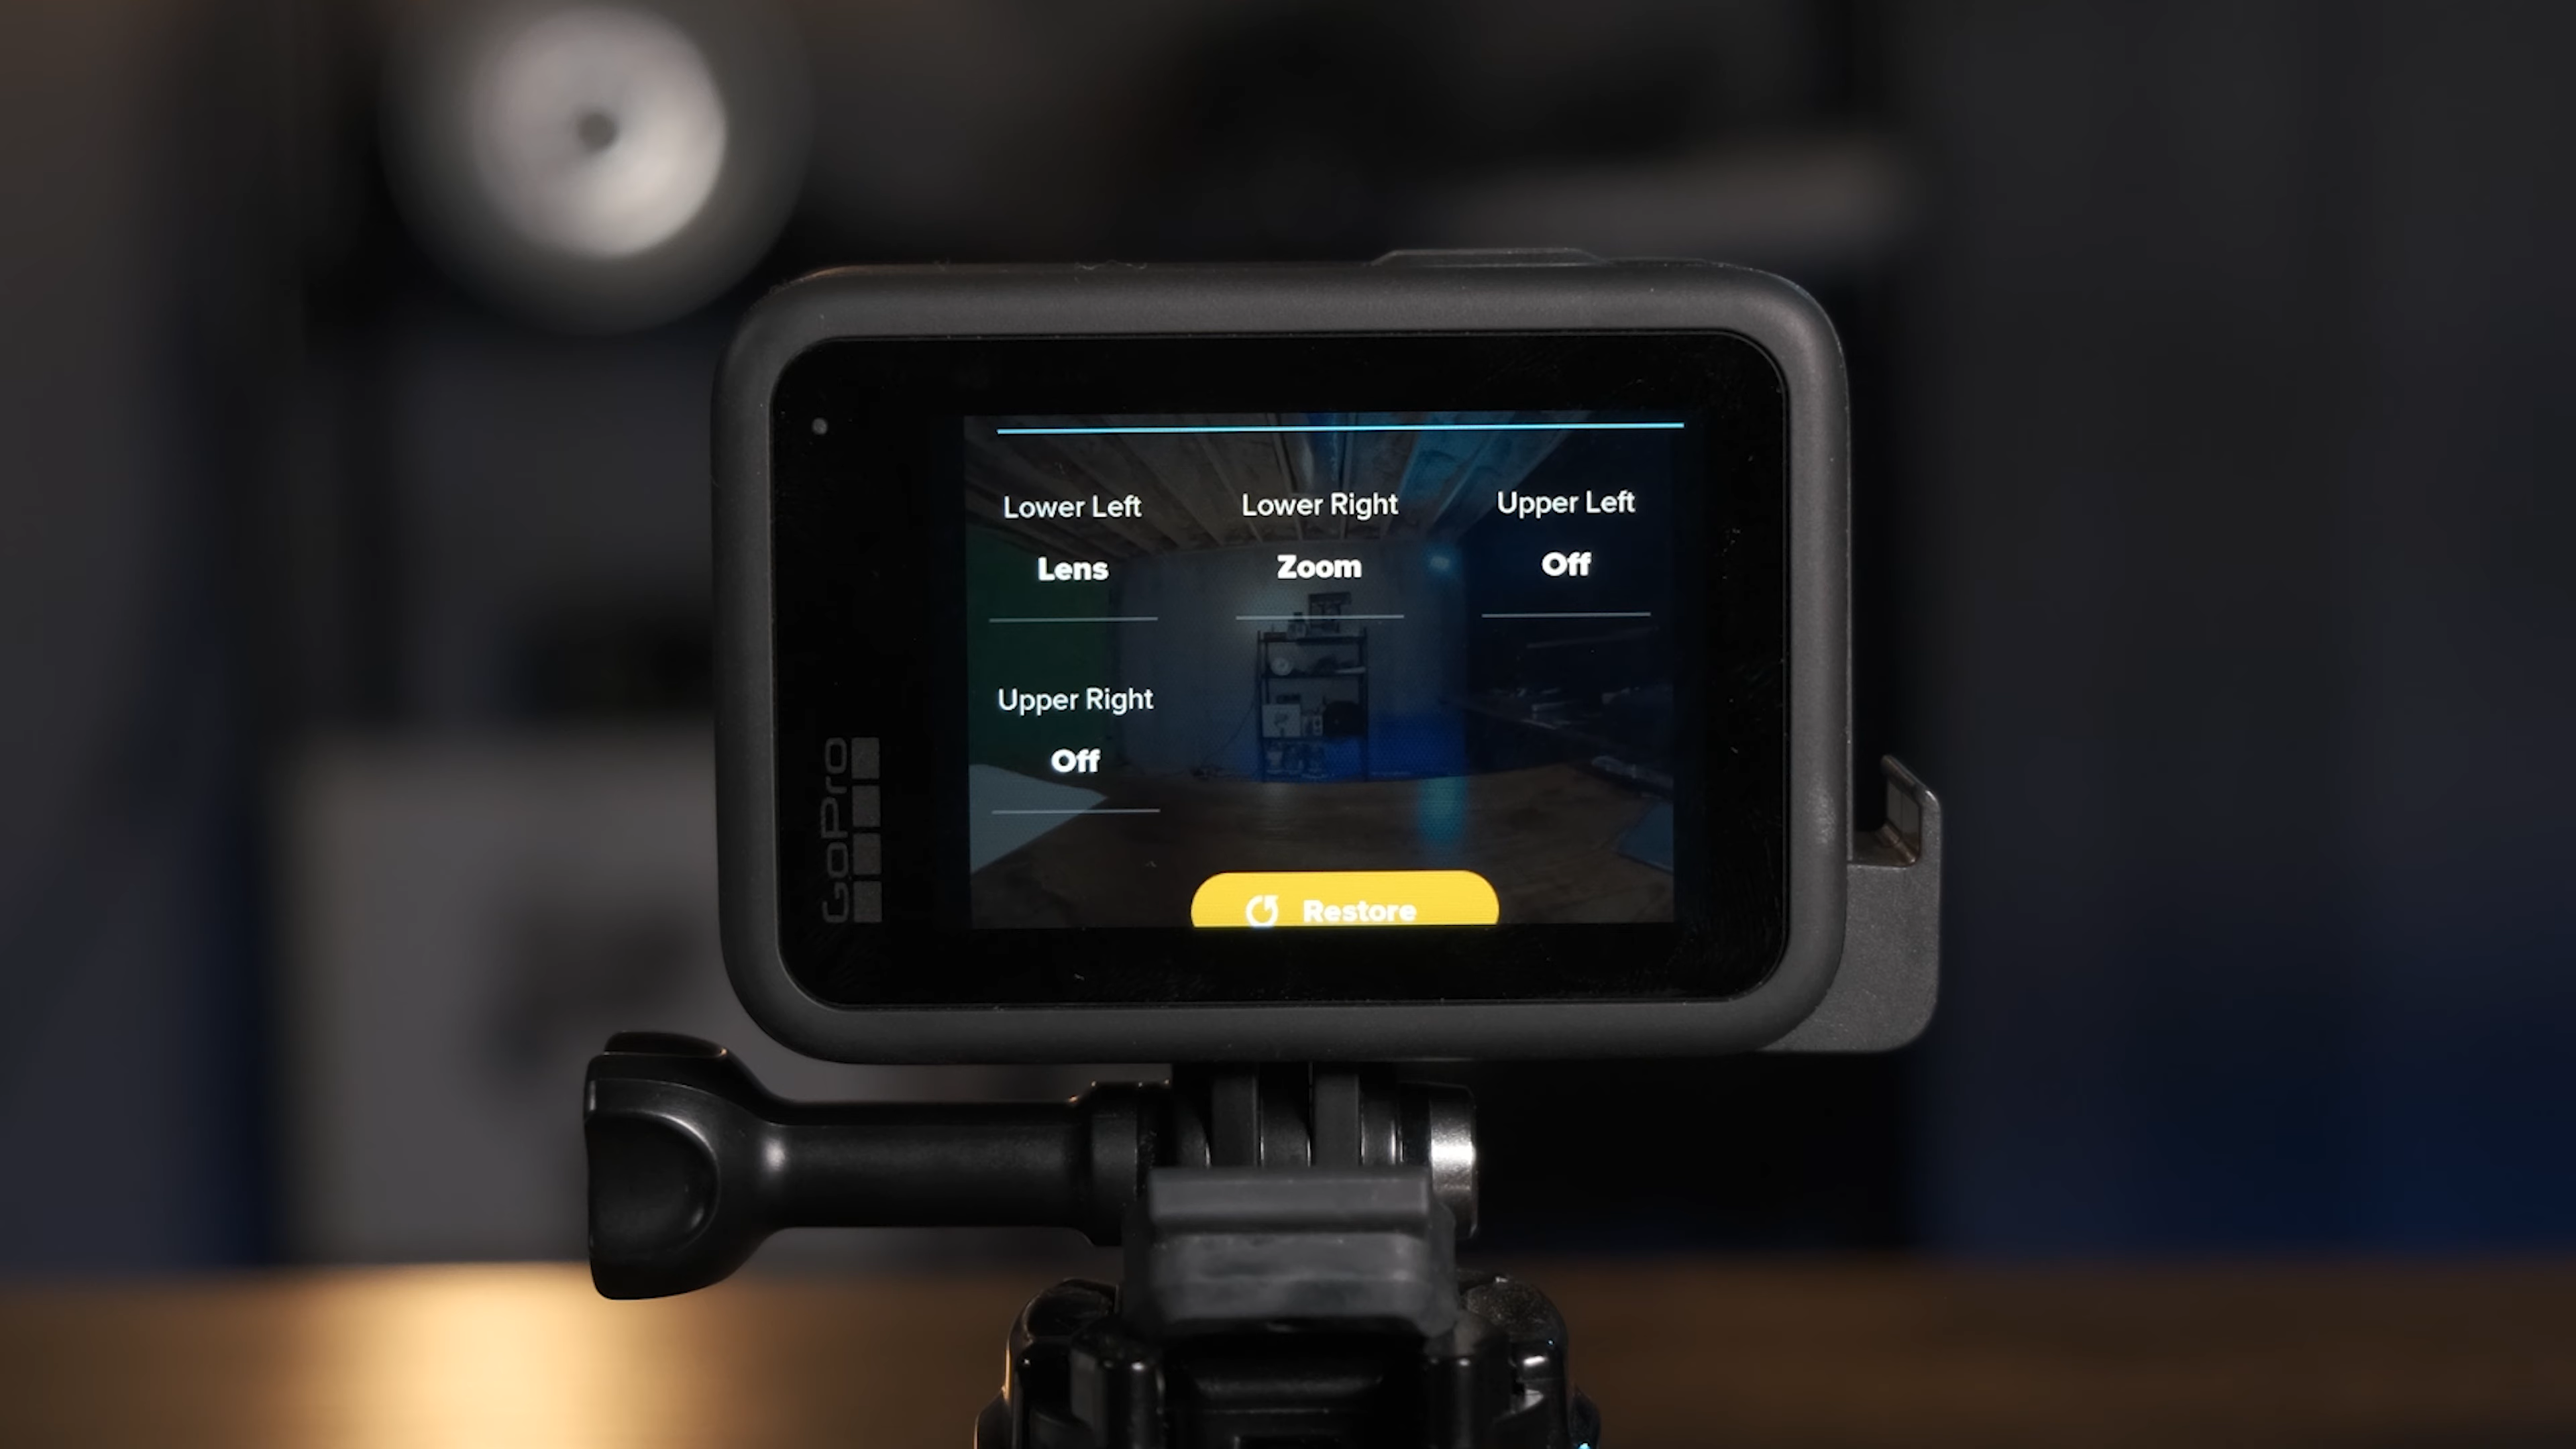 Lower Left
Lens
Lower Right
Zoom
Upper Left
Off
Upper Right
Off
Restore
GoPro